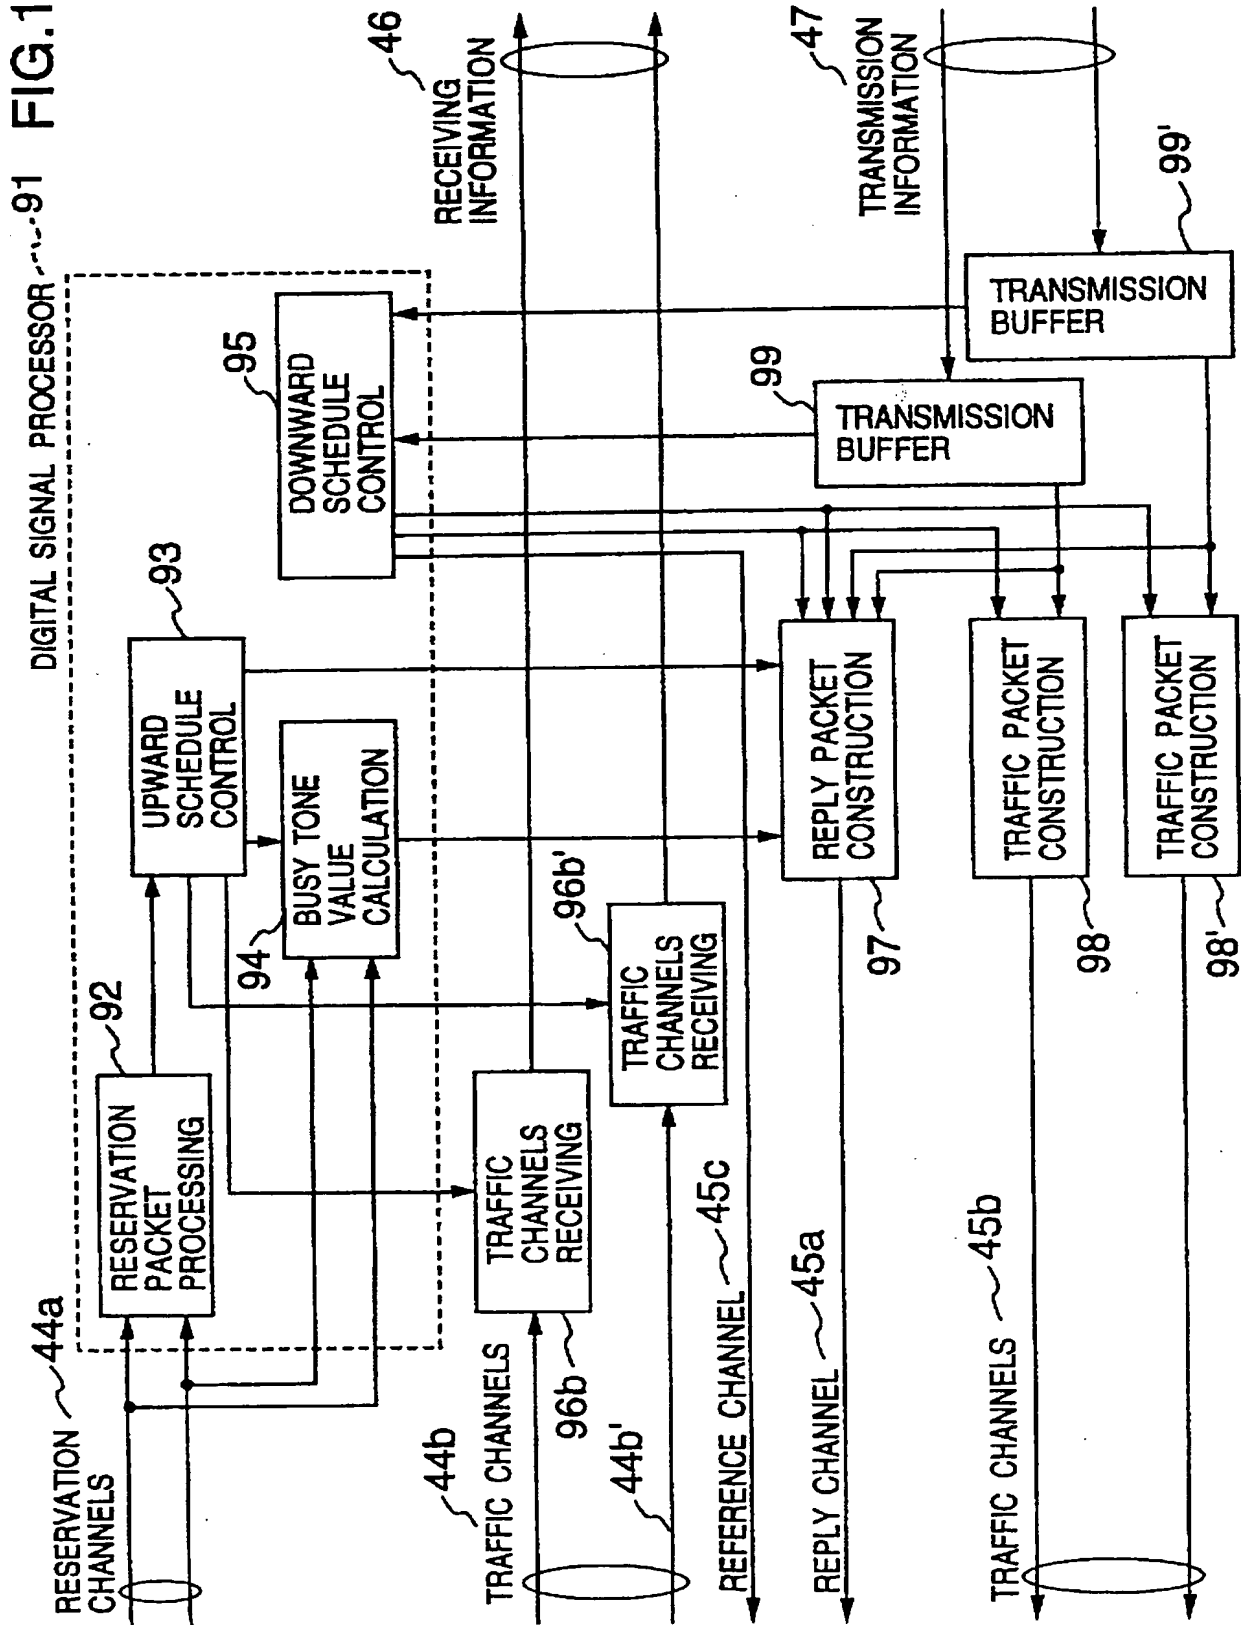 FIG.1
DIGITAL SIGNAL PROCESSOR 91
RESERVATION
CHANNELS
44a
RESERVATION
PACKET
PROCESSING
92
UPWARD
SCHEDULE
CONTROL
93
BUSY TONE
VALUE
CALCULATION
94
DOWNWARD
SCHEDULE
CONTROL
95
RECEIVING
INFORMATION
46
44b
TRAFFIC CHANNELS
44b'
TRAFFIC
CHANNELS
RECEIVING
96b
TRAFFIC
CHANNELS
RECEIVING
96b'
TRANSMISSION
INFORMATION
47
TRANSMISSION
BUFFER
99
TRANSMISSION
BUFFER
99'
REFERENCE CHANNEL 45c
REPLY CHANNEL 45a
REPLY PACKET
CONSTRUCTION
97
TRAFFIC CHANNELS 45b
TRAFFIC PACKET
CONSTRUCTION
98
TRAFFIC PACKET
CONSTRUCTION
98'